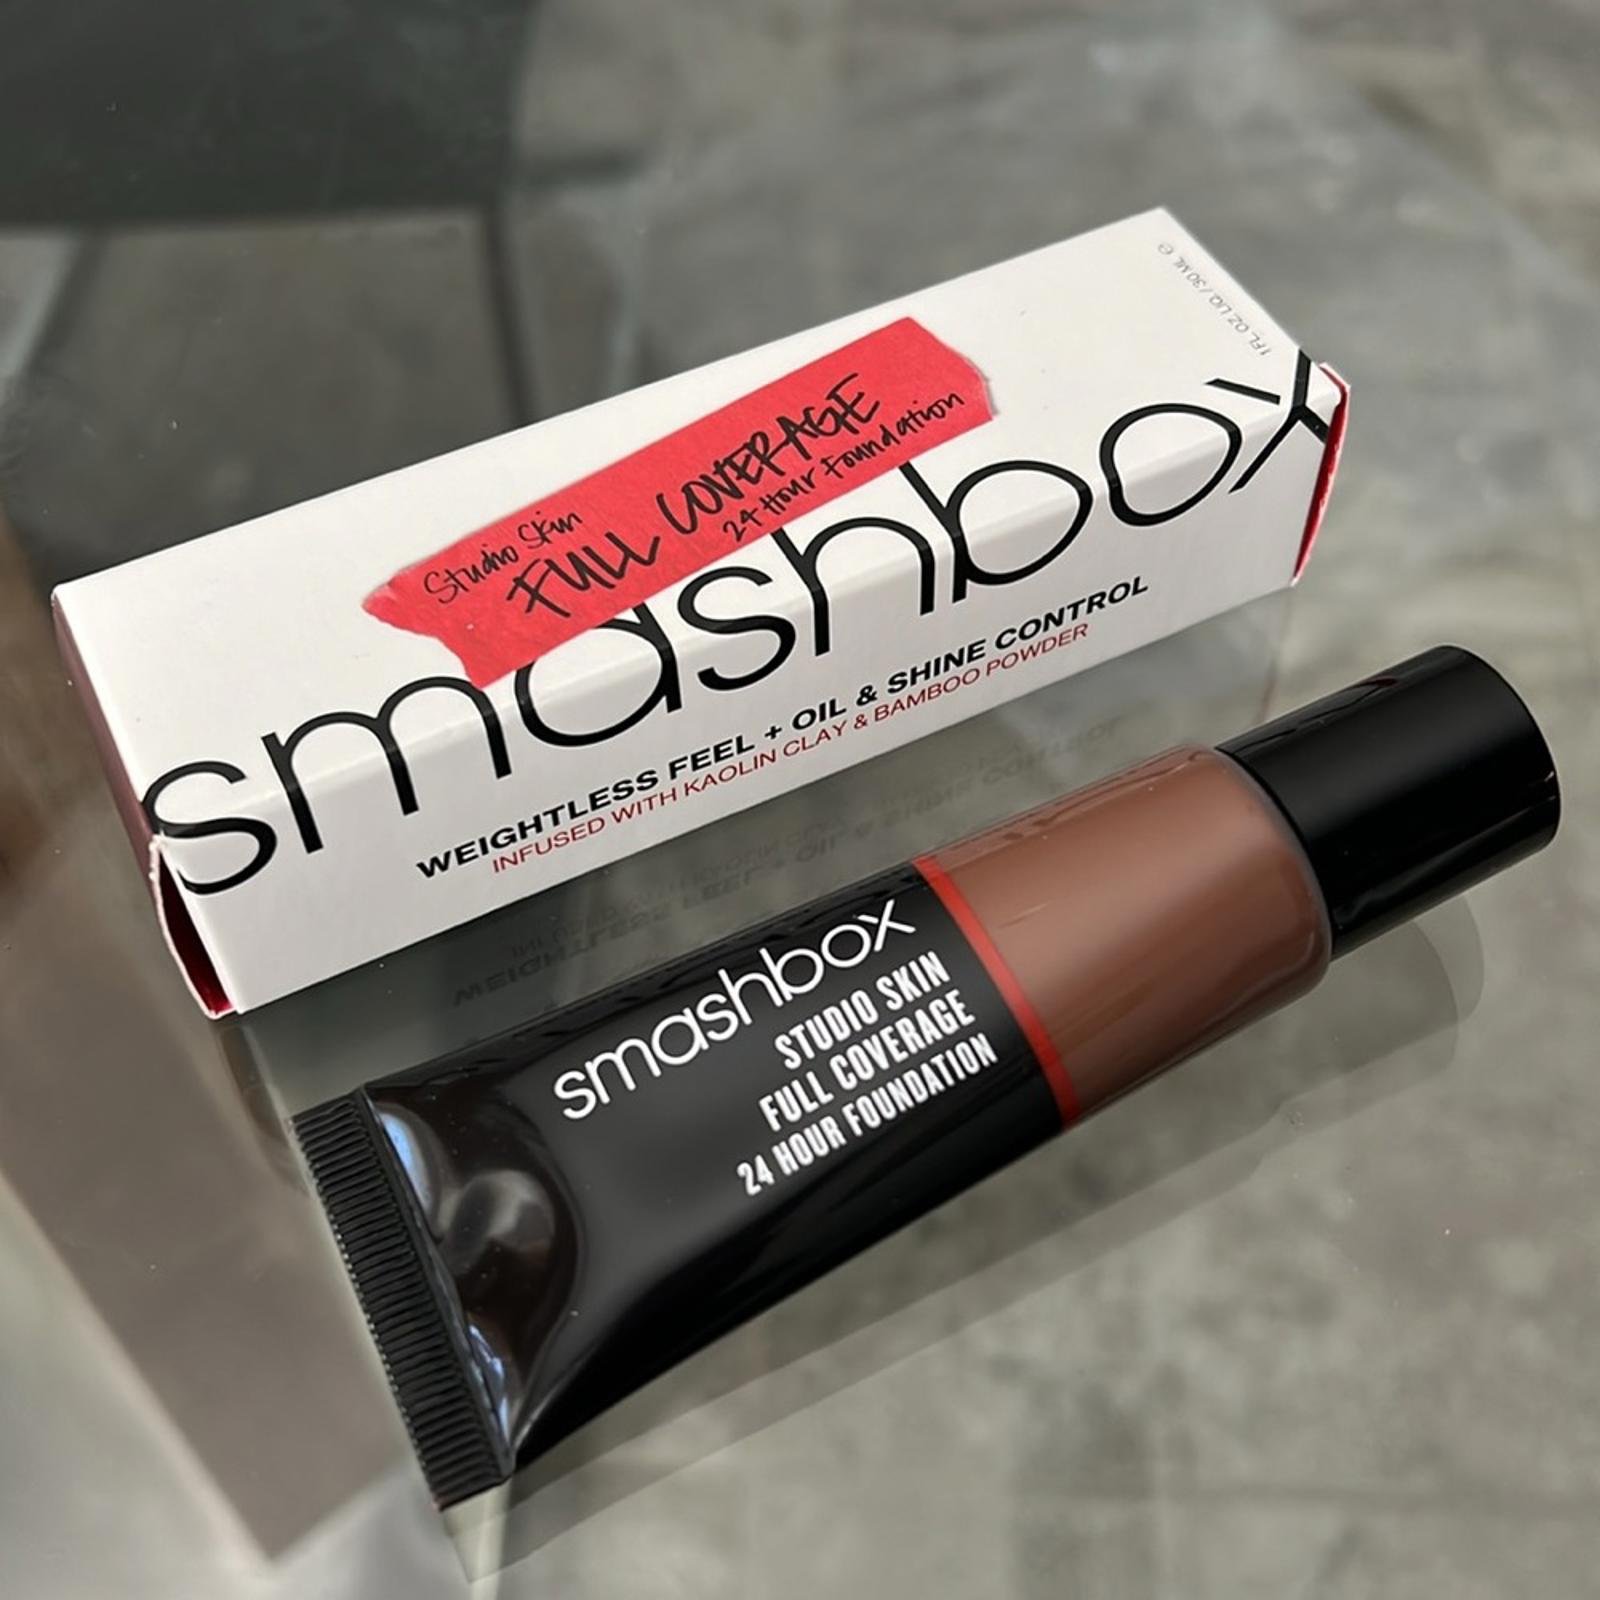 1 FL. OZ. LIQ. / 30 ML ℮
Studio Skin
FULL COVERAGE
24 Hour Foundation
smashbox
WEIGHTLESS FEEL + OIL & SHINE CONTROL
INFUSED WITH KAOLIN CLAY & BAMBOO POWDER
smashbox
STUDIO SKIN
FULL COVERAGE
24 HOUR FOUNDATION